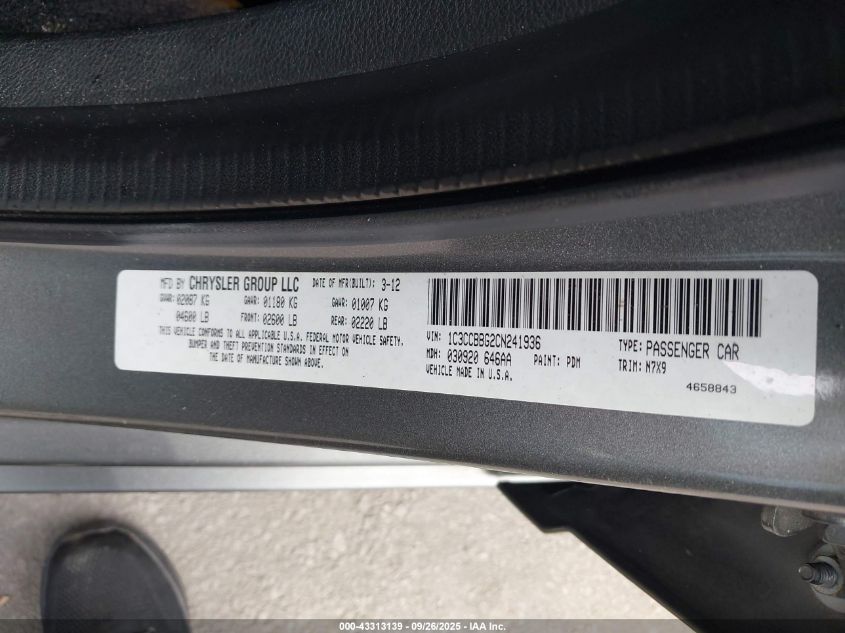 MFD BY CHRYSLER GROUP LLC DATE OF MFR(BUILT): 3-12
GVWR: 02087 KG GAWR: 01180 KG GAWR: 01007 KG
04600 LB FRONT: 02600 LB REAR: 02220 LB
THIS VEHICLE CONFORMS TO ALL APPLICABLE U.S.A. FEDERAL MOTOR VEHICLE SAFETY,
BUMPER AND THEFT PREVENTION STANDARDS IN EFFECT ON
THE DATE OF MANUFACTURE SHOWN ABOVE.
VIN: 1C3CCBBG2CN241936 TYPE: PASSENGER CAR
MDH: 030920 646AA PAINT: PDM TRIM: N7X9
VEHICLE MADE IN U.S.A.
4658843
000-43313139 - 09/26/2025 - IAA Inc.